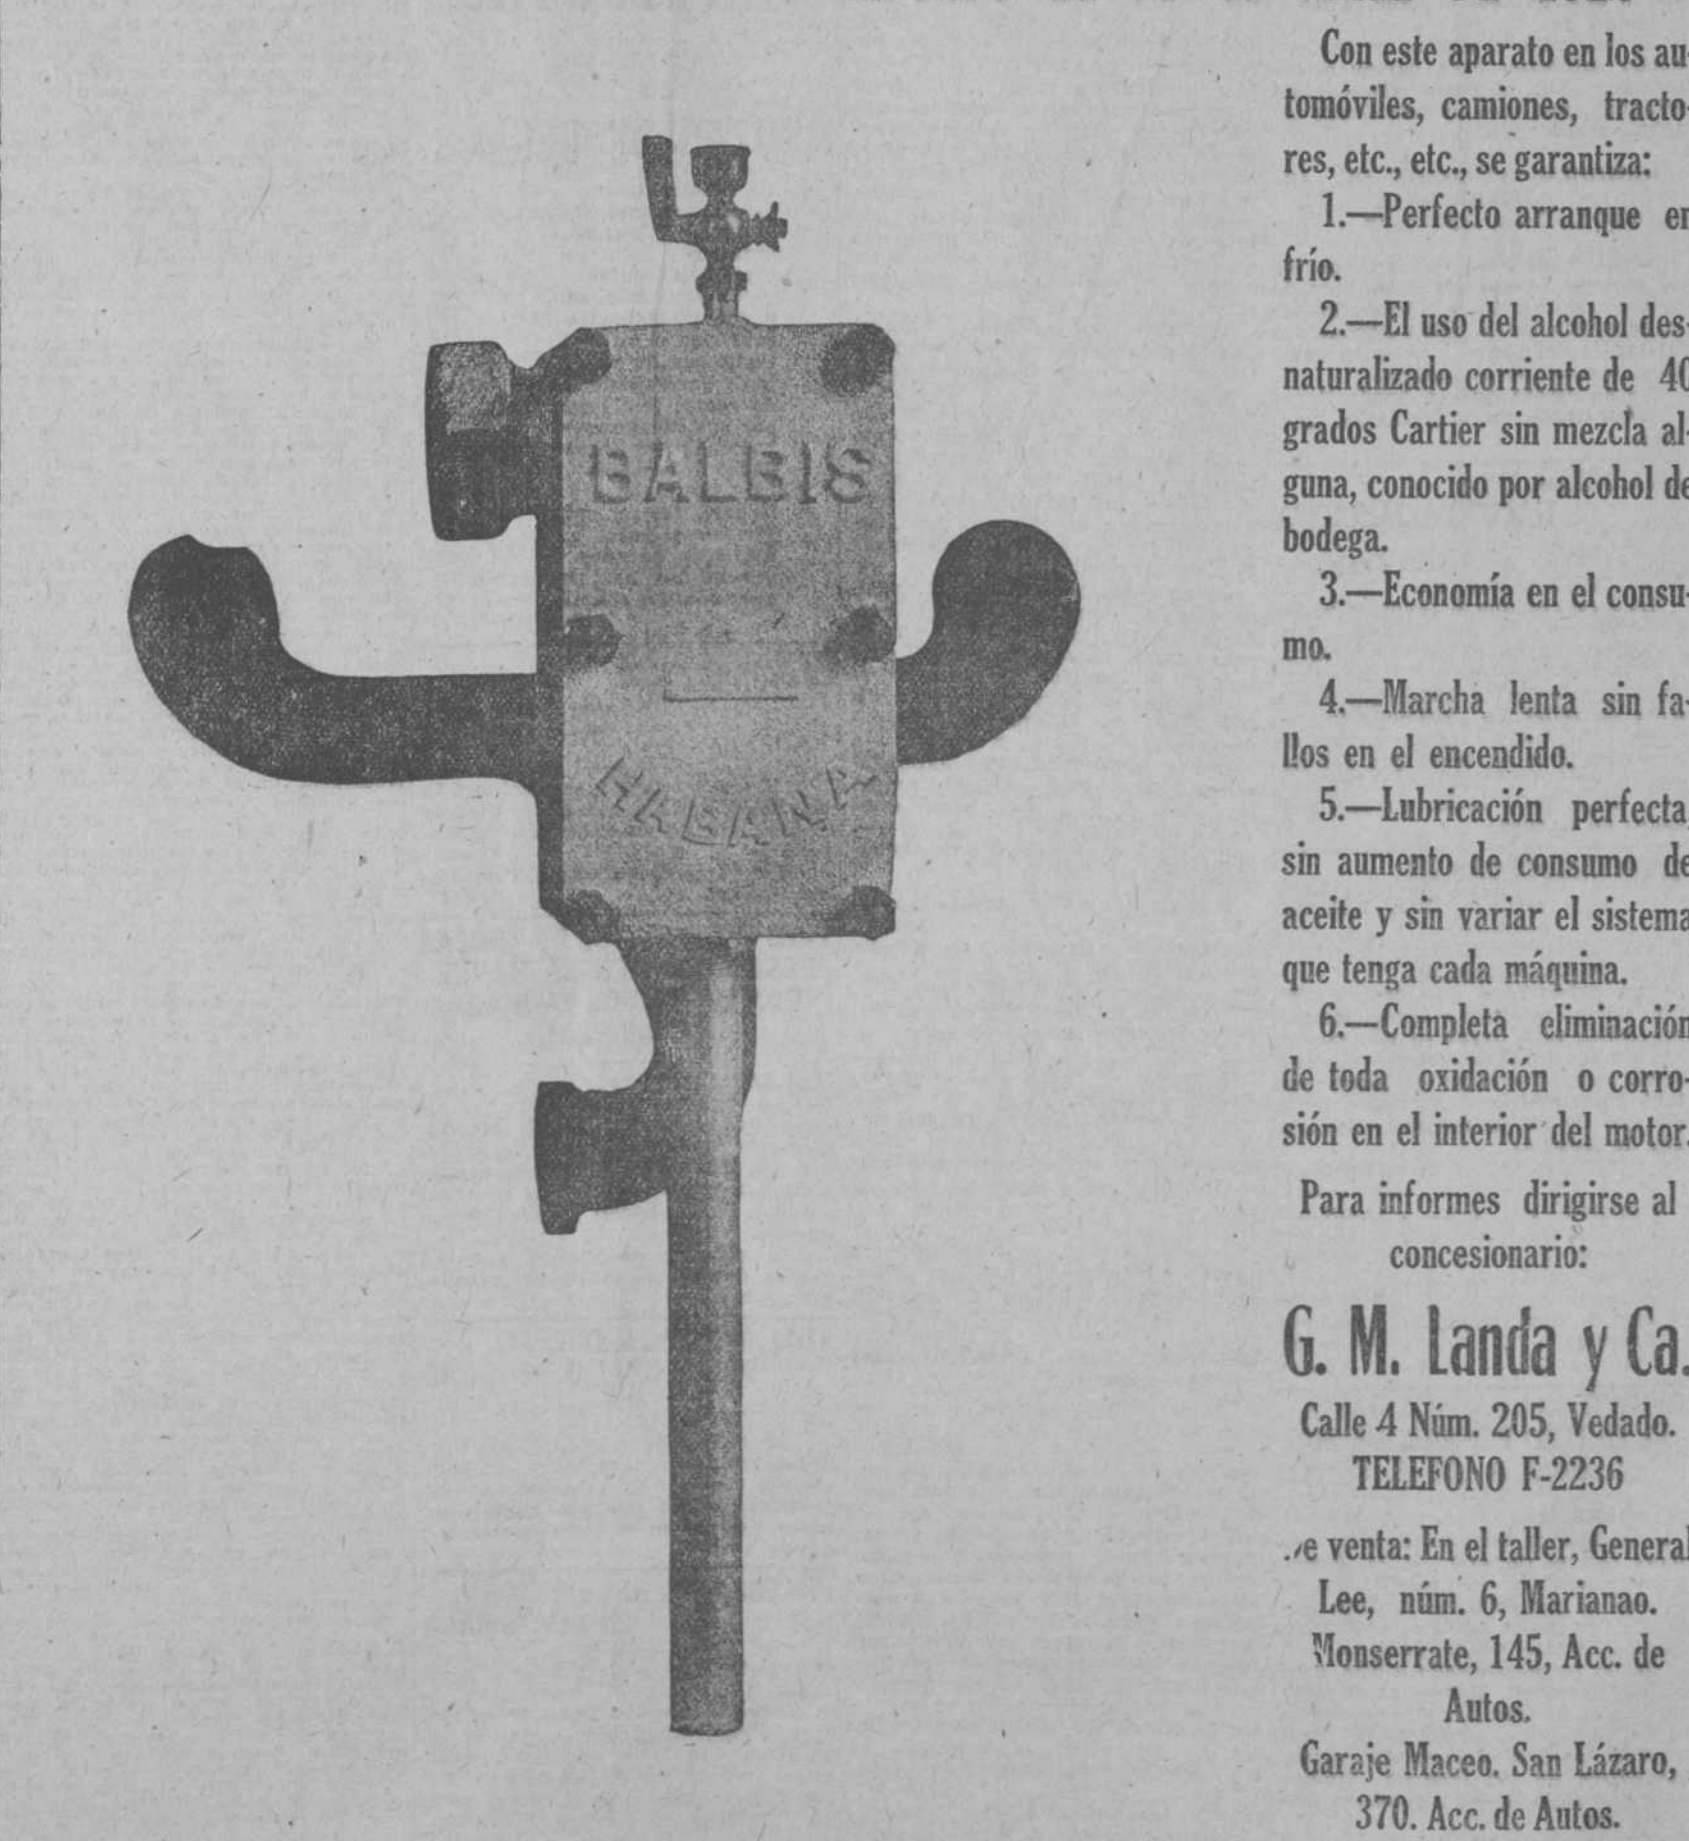 BALBIS
HABANA
Con este aparato en los au-
tomóviles, camiones, tracto-
res, etc., etc., se garantiza:
1.—Perfecto arranque en
frío.
2.—El uso del alcohol des-
naturalizado corriente de 40
grados Cartier sin mezcla al-
guna, conocido por alcohol de
bodega.
3.—Economía en el consu-
mo.
4.—Marcha lenta sin fa-
llos en el encendido.
5.—Lubricación perfecta,
sin aumento de consumo de
aceite y sin variar el sistema
que tenga cada máquina.
6.—Completa eliminación
de toda oxidación o corro-
sión en el interior del motor.
Para informes dirigirse al
concesionario:
G. M. Landa y Ca.
Calle 4 Núm. 205, Vedado.
TELEFONO F-2236
venta: En el taller, General
Lee, núm. 6, Marianao.
Monserrate, 145, Acc. de
Autos.
Garaje Maceo. San Lázaro,
370. Acc. de Autos.